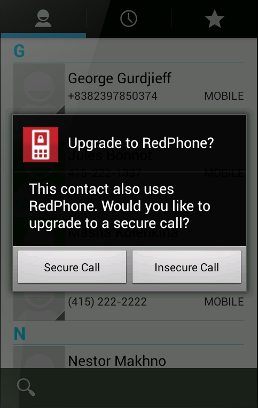 G
George Gurdjieff
+8382397850374 MOBILE
Upgrade to RedPhone?
This contact also uses
RedPhone. Would you like
to upgrade to a secure call?
Secure Call Insecure Call
(415) 222-2222 MOBILE
N
Nestor Makhno